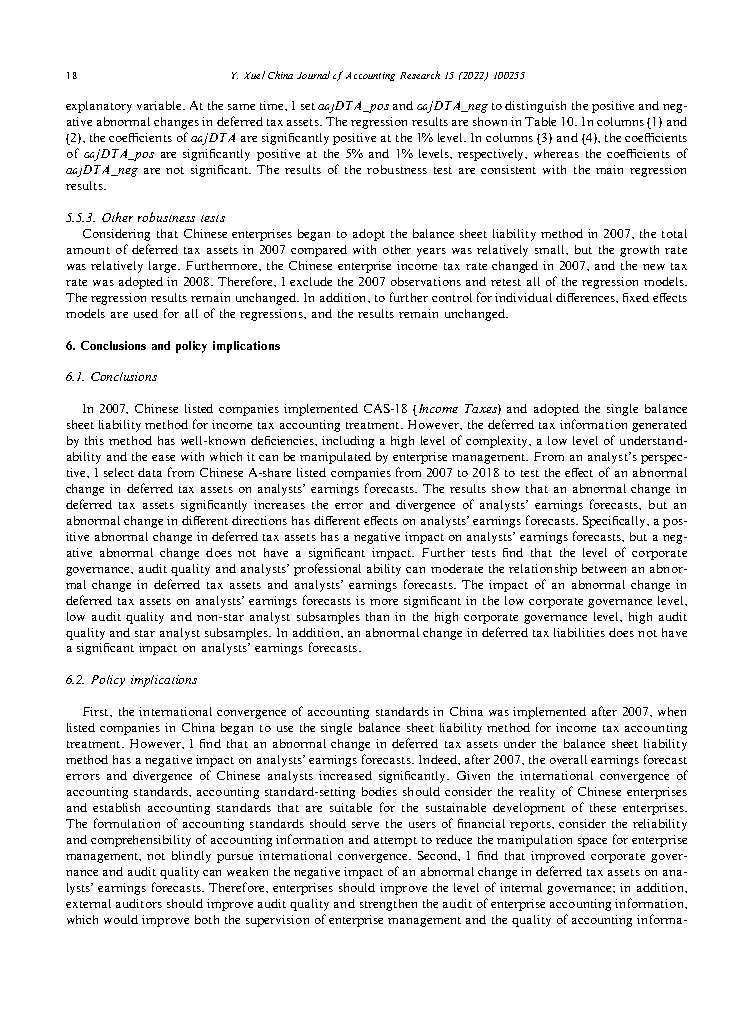 18
Y. Xue / China Journal of Accounting Research 15 (2022) 100255
explanatory variable. At the same time, I set aajDTA_pos and aajDTA_neg to distinguish the positive and neg-
ative abnormal changes in deferred tax assets. The regression results are shown in Table 10. In columns (1) and
(2), the coefficients of aajDTA are significantly positive at the 1% level. In columns (3) and (4), the coefficients
of aajDTA_pos are significantly positive at the 5% and 1% levels, respectively, whereas the coefficients of
aajDTA_neg are not significant. The results of the robustness test are consistent with the main regression
results.
5.5.3. Other robustness tests
Considering that Chinese enterprises began to adopt the balance sheet liability method in 2007, the total
amount of deferred tax assets in 2007 compared with other years was relatively small, but the growth rate
was relatively large. Furthermore, the Chinese enterprise income tax rate changed in 2007, and the new tax
rate was adopted in 2008. Therefore, I exclude the 2007 observations and retest all of the regression models.
The regression results remain unchanged. In addition, to further control for individual differences, fixed effects
models are used for all of the regressions, and the results remain unchanged.
6. Conclusions and policy implications
6.1. Conclusions
In 2007, Chinese listed companies implemented CAS-18 (Income Taxes) and adopted the single balance
sheet liability method for income tax accounting treatment. However, the deferred tax information generated
by this method has well-known deficiencies, including a high level of complexity, a low level of understand-
ability and the ease with which it can be manipulated by enterprise management. From an analyst's perspec-
tive, I select data from Chinese A-share listed companies from 2007 to 2018 to test the effect of an abnormal
change in deferred tax assets on analysts' earnings forecasts. The results show that an abnormal change in
deferred tax assets significantly increases the error and divergence of analysts' earnings forecasts, but an
abnormal change in different directions has different effects on analysts' earnings forecasts. Specifically, a pos-
itive abnormal change in deferred tax assets has a negative impact on analysts' earnings forecasts, but a neg-
ative abnormal change does not have a significant impact. Further tests find that the level of corporate
governance, audit quality and analysts' professional ability can moderate the relationship between an abnor-
mal change in deferred tax assets and analysts' earnings forecasts. The impact of an abnormal change in
deferred tax assets on analysts' earnings forecasts is more significant in the low corporate governance level,
low audit quality and non-star analyst subsamples than in the high corporate governance level, high audit
quality and star analyst subsamples. In addition, an abnormal change in deferred tax liabilities does not have
a significant impact on analysts' earnings forecasts.
6.2. Policy implications
First, the international convergence of accounting standards in China was implemented after 2007, when
listed companies in China began to use the single balance sheet liability method for income tax accounting
treatment. However, I find that an abnormal change in deferred tax assets under the balance sheet liability
method has a negative impact on analysts' earnings forecasts. Indeed, after 2007, the overall earnings forecast
errors and divergence of Chinese analysts increased significantly. Given the international convergence of
accounting standards, accounting standard-setting bodies should consider the reality of Chinese enterprises
and establish accounting standards that are suitable for the sustainable development of these enterprises.
The formulation of accounting standards should serve the users of financial reports, consider the reliability
and comprehensibility of accounting information and attempt to reduce the manipulation space for enterprise
management, not blindly pursue international convergence. Second, I find that improved corporate gover-
nance and audit quality can weaken the negative impact of an abnormal change in deferred tax assets on ana-
lysts' earnings forecasts. Therefore, enterprises should improve the level of internal governance; in addition,
external auditors should improve audit quality and strengthen the audit of enterprise accounting information,
which would improve both the supervision of enterprise management and the quality of accounting informa-